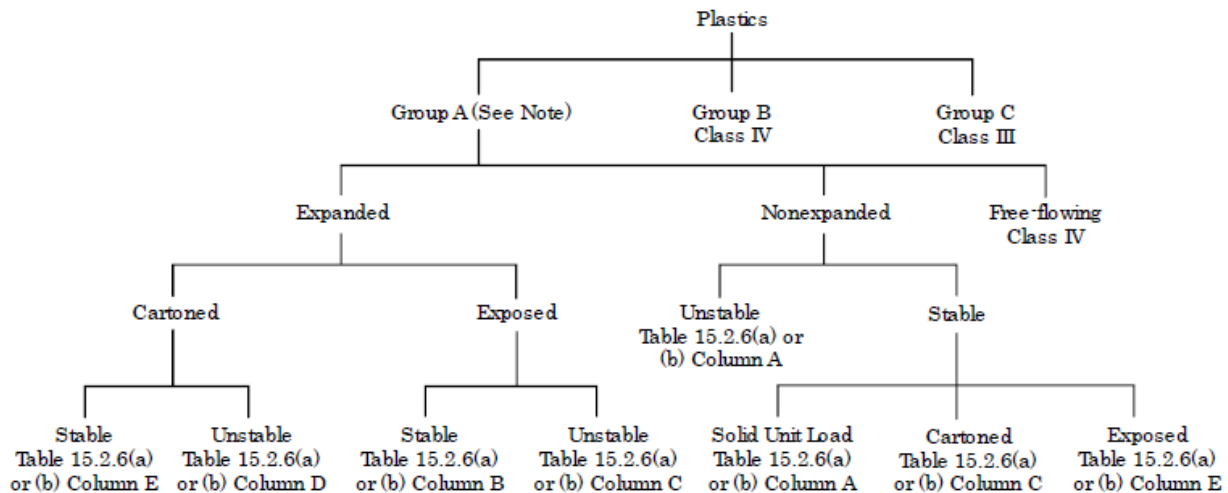 Plastics
Group A (See Note)
Group B
Class IV
Group C
Class III
Expanded
Nonexpanded
Free-flowing
Class IV
Cartoned
Exposed
Unstable
Table 15.2.6(a) or
(b) Column A
Stable
Stable
Table 15.2.6(a)
or (b) Column E
Unstable
Table 15.2.6(a)
or (b) Column D
Stable
Table 15.2.6(a)
or (b) Column B
Unstable
Table 15.2.6(a)
or (b) Column C
Solid Unit Load
Table 15.2.6(a)
or (b) Column A
Cartoned
Table 15.2.6(a)
or (b) Column C
Exposed
Table 15.2.6(a)
or (b) Column E